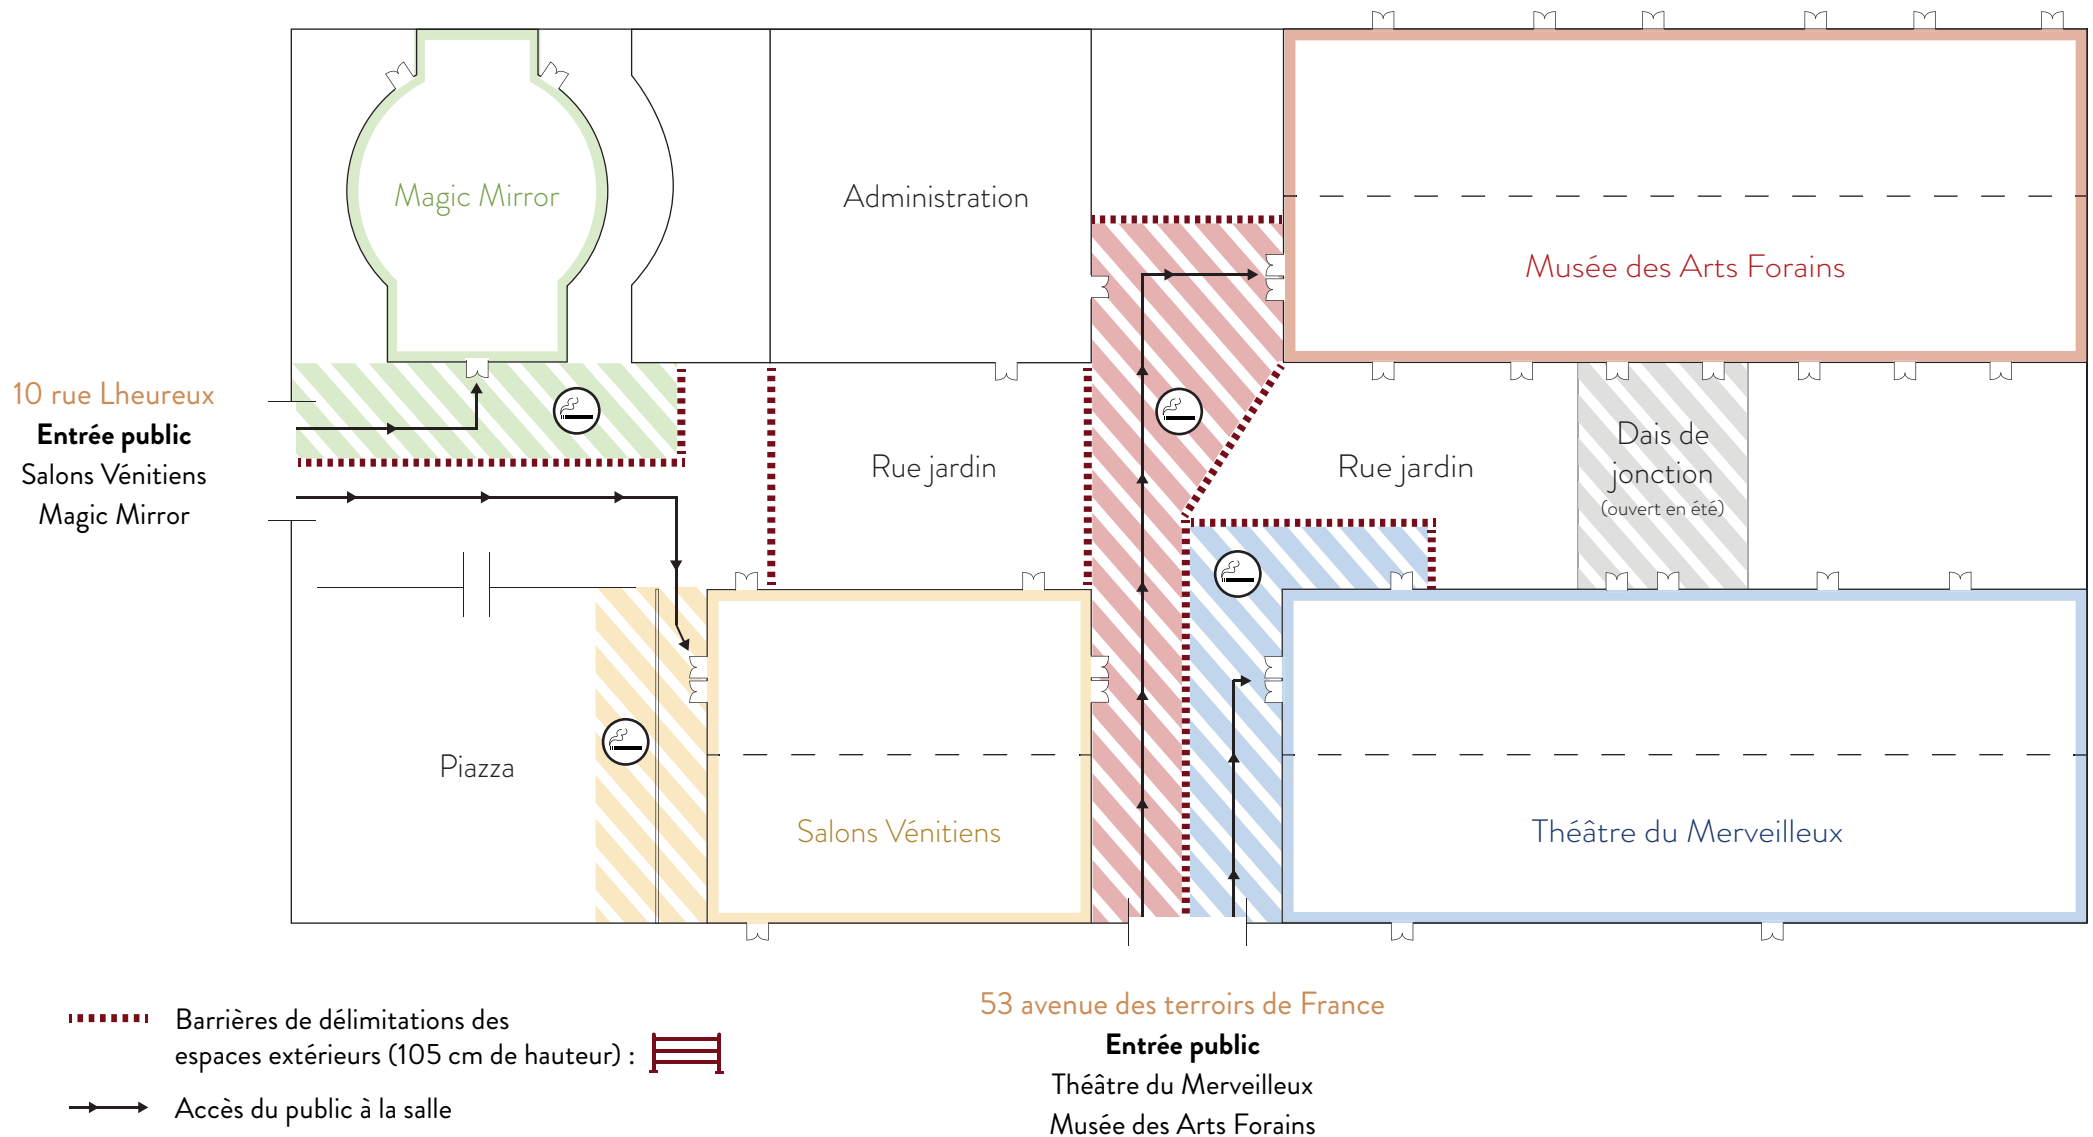 Magic Mirror
Administration
Musée des Arts Forains
10 rue Lheureux
Entrée public
Salons Vénitiens
Magic Mirror
Rue jardin
Rue jardin
Dais de
jonction
(ouvert en été)
Piazza
Salons Vénitiens
Théâtre du Merveilleux
Barrières de délimitations des
espaces extérieurs (105 cm de hauteur) :
Accès du public à la salle
53 avenue des terroirs de France
Entrée public
Théâtre du Merveilleux
Musée des Arts Forains